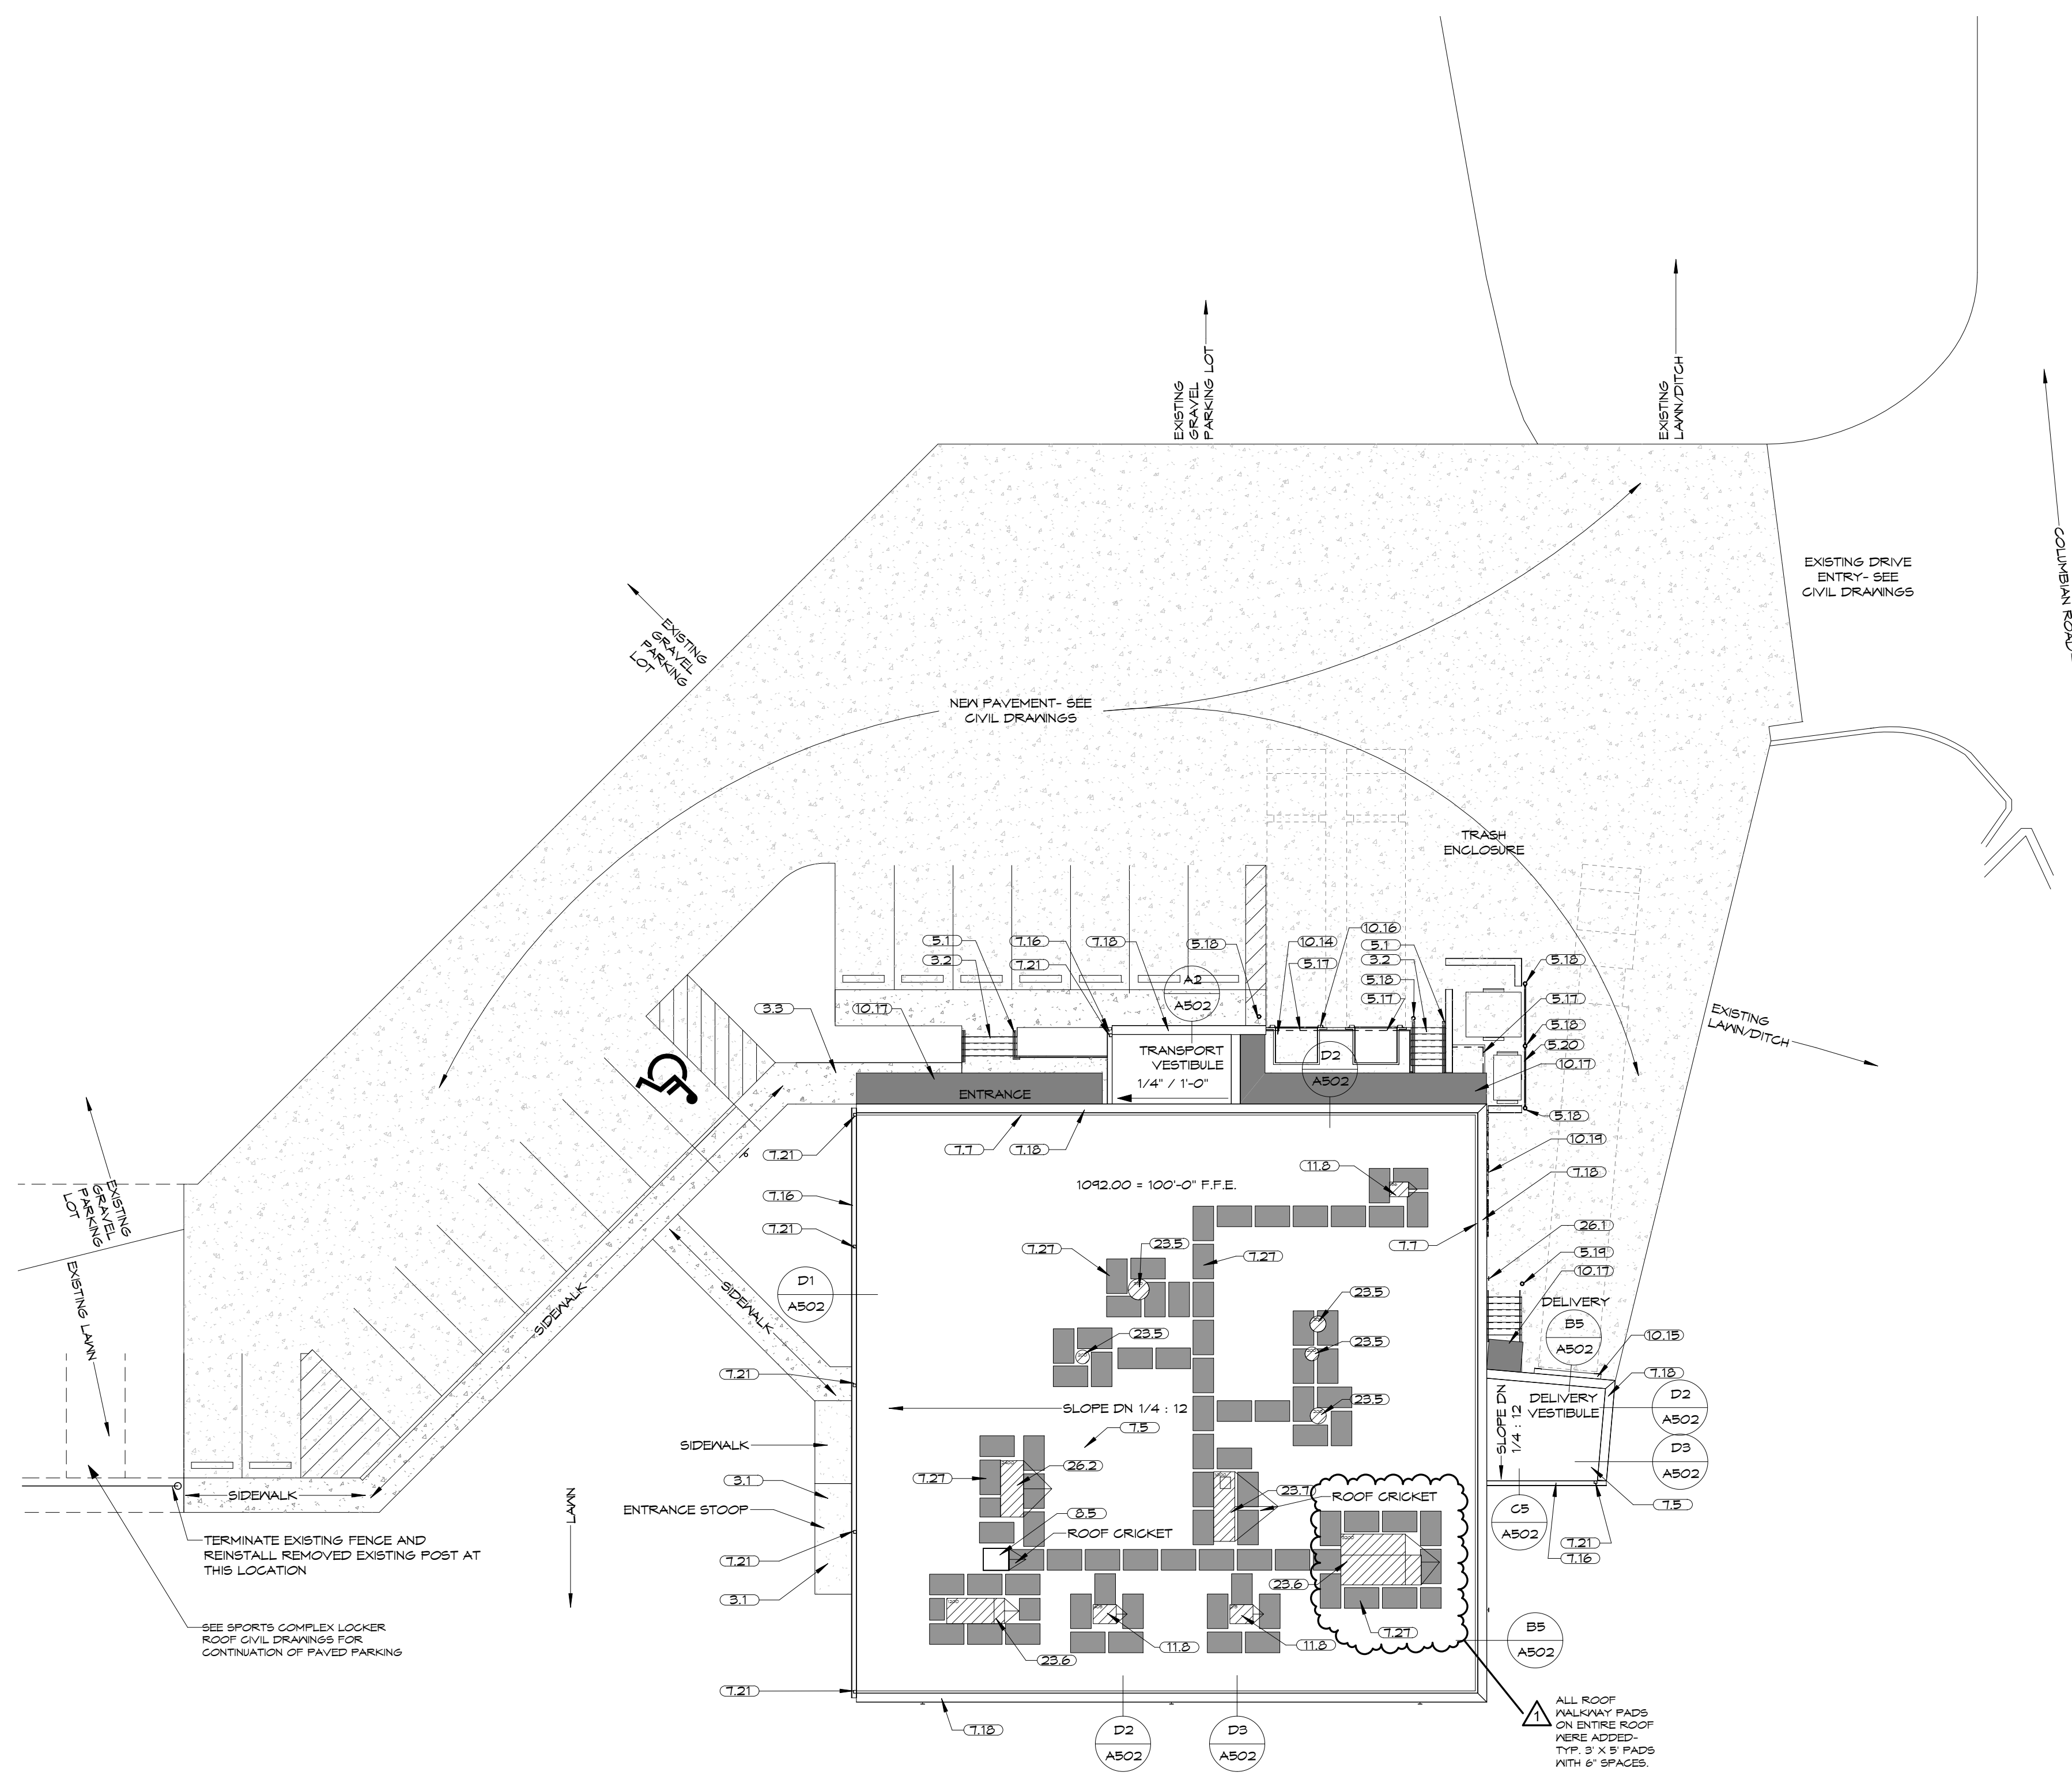 EXISTING
GRAVEL
PARKING LOT
EXISTING
LAWN/DITCH
COLUMBIAN ROAD
EXISTING DRIVE
ENTRY- SEE
CIVIL DRAWINGS
EXISTING
GRAVEL
PARKING
LOT
NEW PAVEMENT- SEE
CIVIL DRAWINGS
TRASH
ENCLOSURE
5.1
7.16
7.18
5.18
10.14
10.16
5.1
3.2
7.21
5.17
3.2
5.18
5.18
A2
A502
5.17
5.17
3.3
10.17
5.18
5.20
10.17
EXISTING
LAWN/DITCH
TRANSPORT
VESTIBULE
1/4" / 1'-0"
D2
A502
ENTRANCE
5.18
7.21
7.7
7.18
10.19
11.8
7.18
1092.00 = 100'-0" F.F.E.
7.16
7.21
7.7
26.1
EXISTING
GRAVEL
PARKING
LOT
7.27
23.5
7.27
5.19
10.17
EXISTING LAWN
SIDEWALK
SIDEWALK
D1
A502
23.5
DELIVERY
B5
A502
23.5
23.5
10.15
7.21
7.18
SLOPE DN 1/4 : 12
23.5
SLOPE DN
1/4 : 12
DELIVERY
VESTIBULE
D2
A502
7.5
SIDEWALK
D3
A502
26.2
7.27
3.1
23.7
ROOF CRICKET
7.5
SIDEWALK
LAWN
ENTRANCE STOOP
8.5
ROOF CRICKET
C5
A502
TERMINATE EXISTING FENCE AND
REINSTALL REMOVED EXISTING POST AT
THIS LOCATION
7.21
7.21
7.16
3.1
23.6
SEE SPORTS COMPLEX LOCKER
ROOF CIVIL DRAWINGS FOR
CONTINUATION OF PAVED PARKING
7.27
11.8
11.8
23.6
B5
A502
7.21
7.18
D2
A502
D3
A502
1
ALL ROOF
WALKWAY PADS
ON ENTIRE ROOF
WERE ADDED-
TYP. 3' X 5' PADS
WITH 6" SPACES.